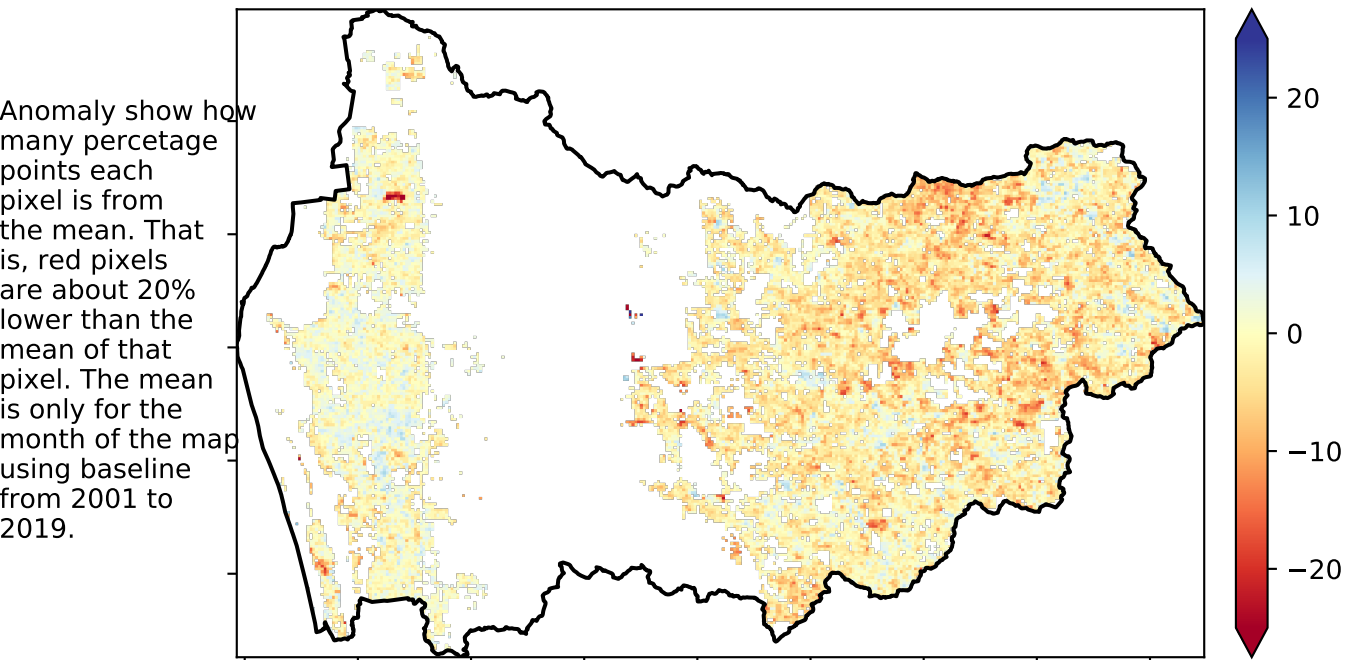 Anomaly show how
many percetage
points each
pixel is from
the mean. That
is, red pixels
are about 20%
lower than the
mean of that
pixel. The mean
is only for the
month of the map
using baseline
from 2001 to
2019.
20
10
0
−10
−20